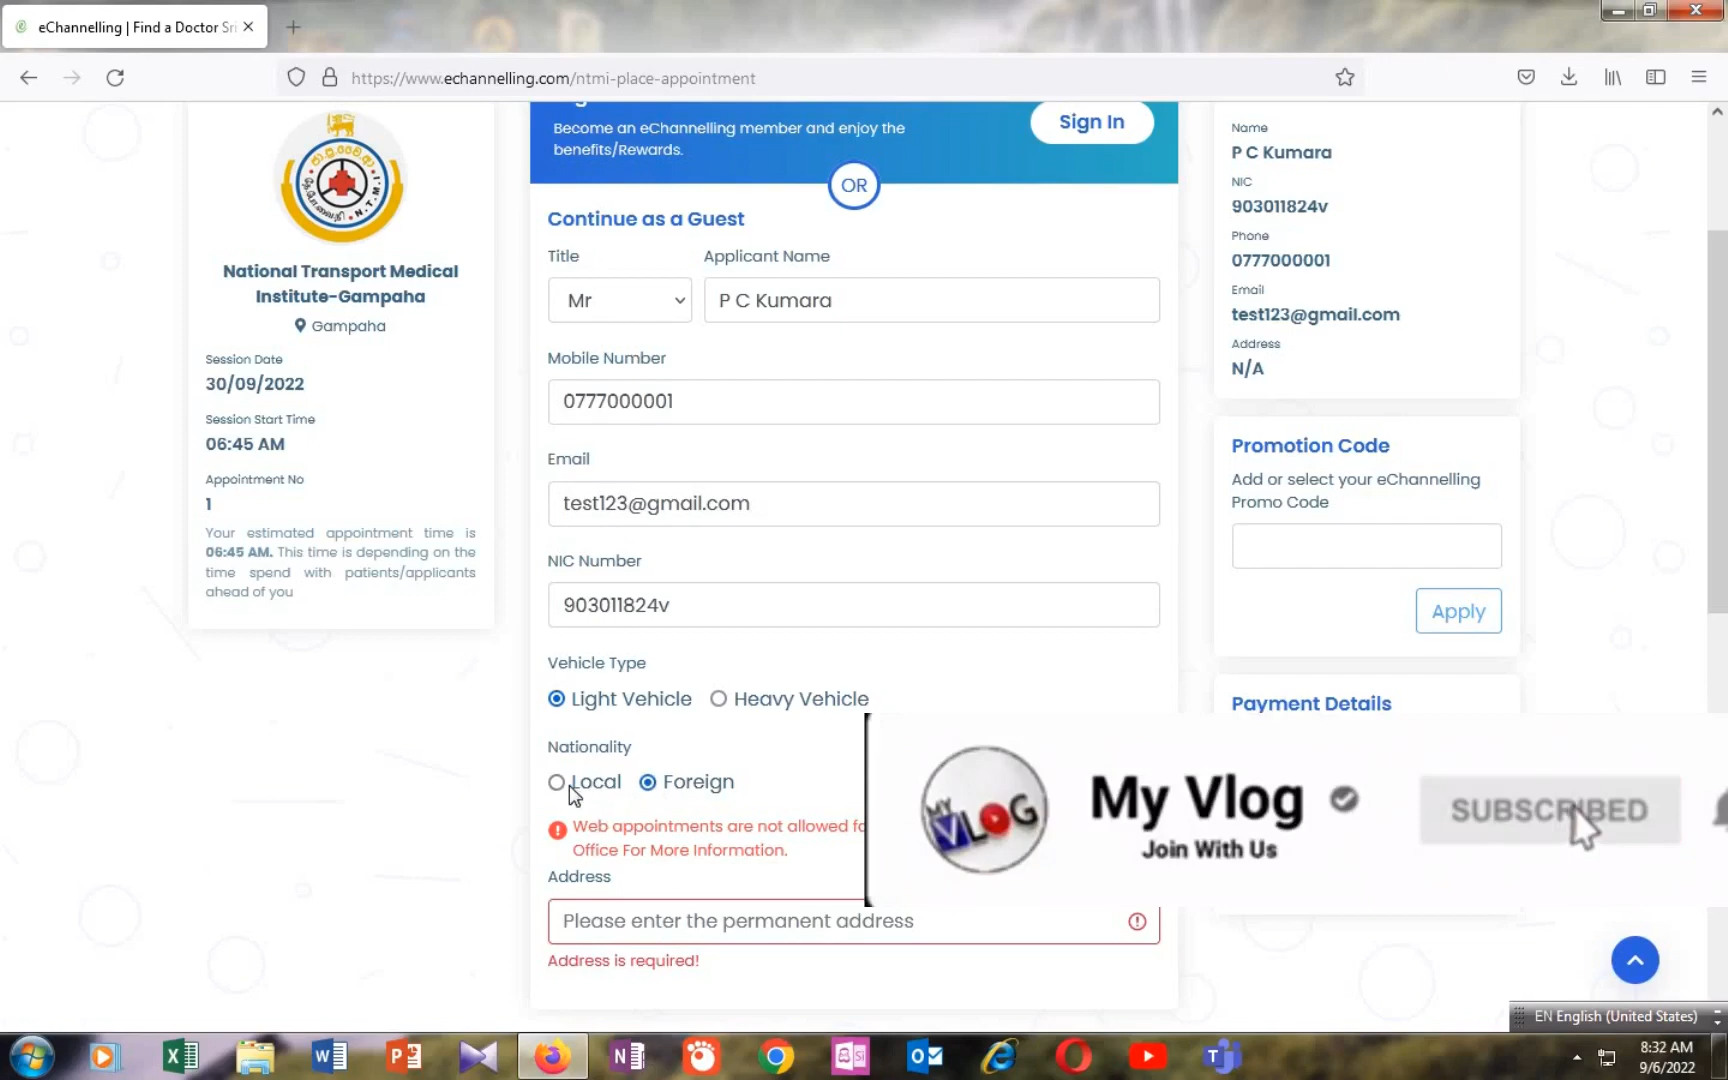 eChannelling | Find a Doctor Sri
https://www.echannelling.com/ntmi-place-appointment
National Transport Medical
Institute-Gampaha
Gampaha
Session Date
30/09/2022
Session Start Time
06:45 AM
Appointment No
1
Your estimated appointment time is
06:45 AM. This time is depending on the
time spend with patients/applicants
ahead of you
Become an eChannelling member and enjoy the
benefits/Rewards.
Sign In
OR
Continue as a Guest
Title
Applicant Name
Mr
P C Kumara
Mobile Number
0777000001
Email
test123@gmail.com
NIC Number
903011824v
Vehicle Type
Light Vehicle
Heavy Vehicle
Nationality
Local
Foreign
Web appointments are not allowed
Office For More Information.
Address
Please enter the permanent address
Address is required!
Name
P C Kumara
NIC
903011824v
Phone
0777000001
Email
test123@gmail.com
Address
N/A
Promotion Code
Add or select your eChannelling
Promo Code
Apply
Payment Details
MY
VLOG
My Vlog
Join With Us
SUBSCRIBED
EN English (United States)
8:32 AM
9/6/2022